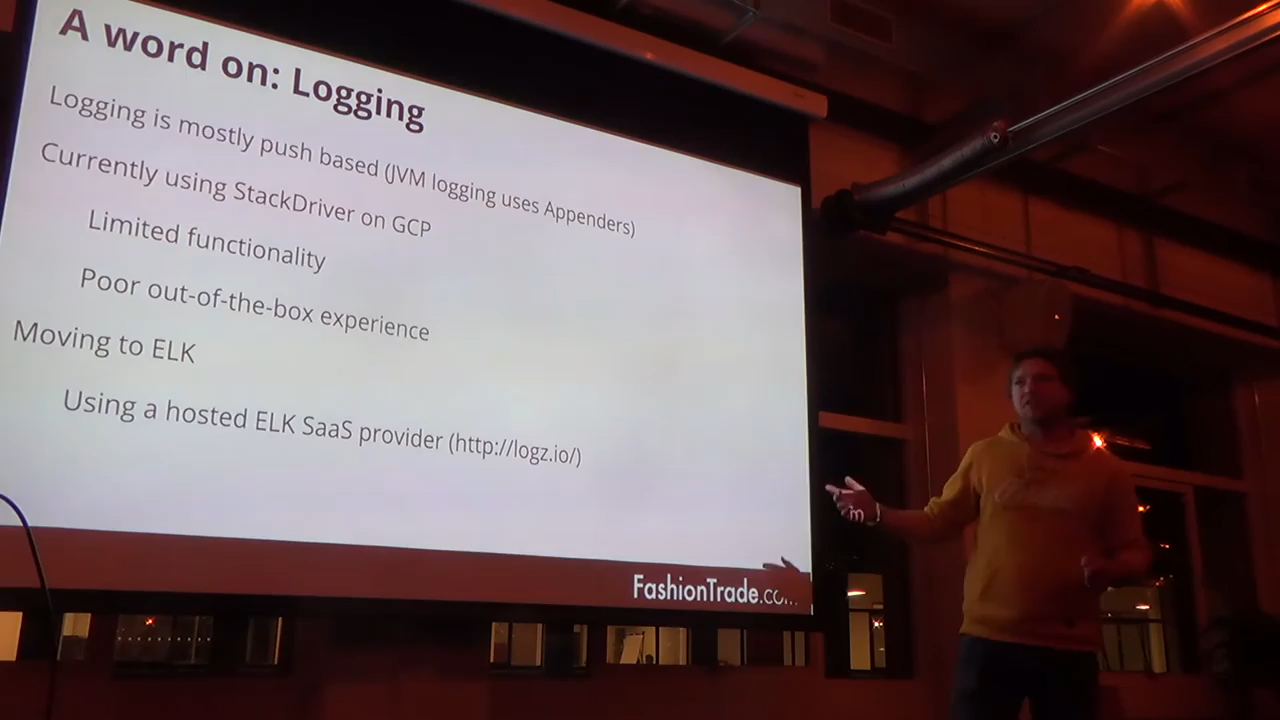 A word on: Logging
Logging is mostly push based (JVM logging uses Appenders)
Currently using StackDriver on GCP
Limited functionality
Poor out-of-the-box experience
Moving to ELK
Using a hosted ELK SaaS provider (http://logz.io/)
FashionTrade.co
m